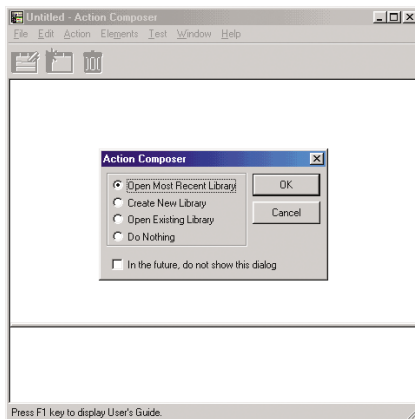 Untitled - Action Composer
File Edit Action Elements Test Window Help
Action Composer
Open Most Recent Library
OK
Create New Library
Cancel
Open Existing Library
Do Nothing
In the future, do not show this dialog
Press F1 key to display User's Guide.